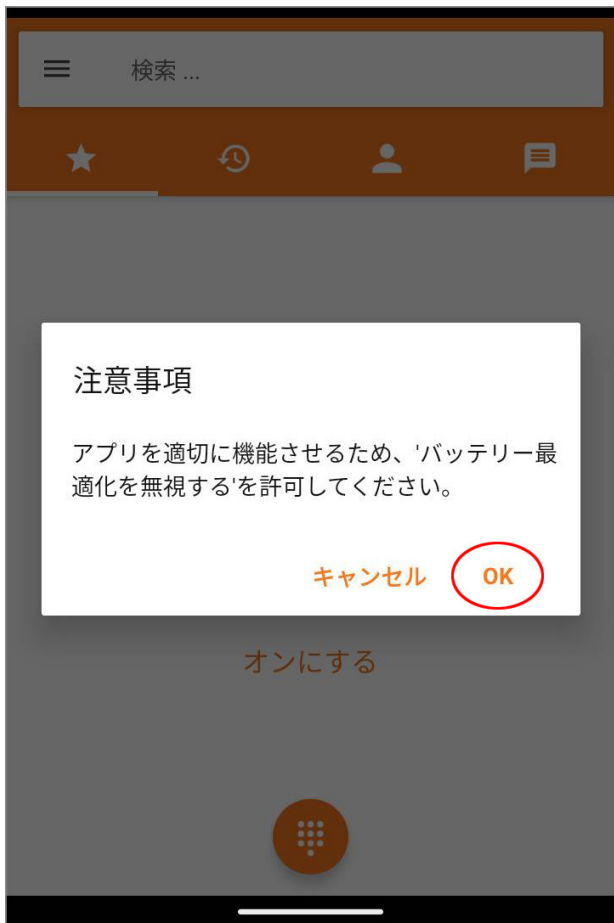 検索 ...
注意事項
アプリを適切に機能させるため、'バッテリー最
適化を無視する'を許可してください。
キャンセル OK
オンにする